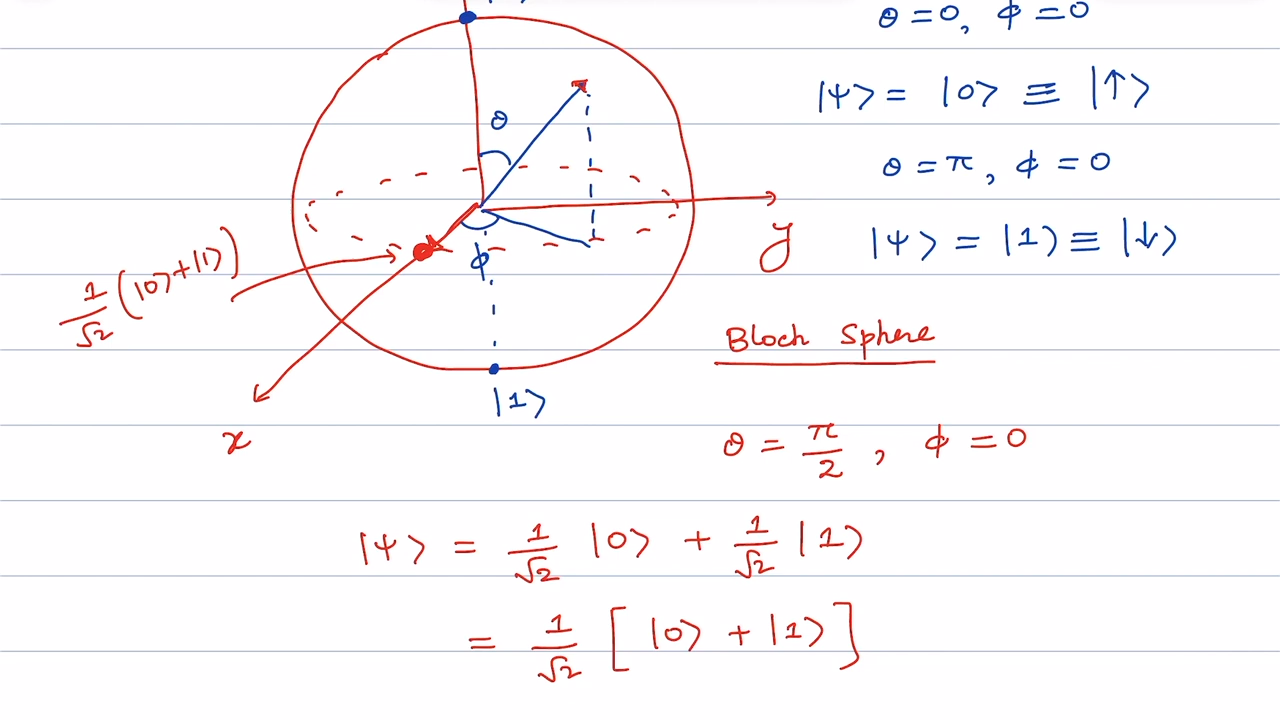 θ = 0, ϕ = 0
|ψ> = |0> ≡ |↑>
θ = π, ϕ = 0
|ψ> = |1> ≡ |↓>
θ
ϕ
y
1/√2 (|0>+|1>)
|1>
x
Bloch Sphere
θ = π/2, ϕ = 0
|ψ> = 1/√2 |0> + 1/√2 |1>
= 1/√2 [ |0> + |1> ]